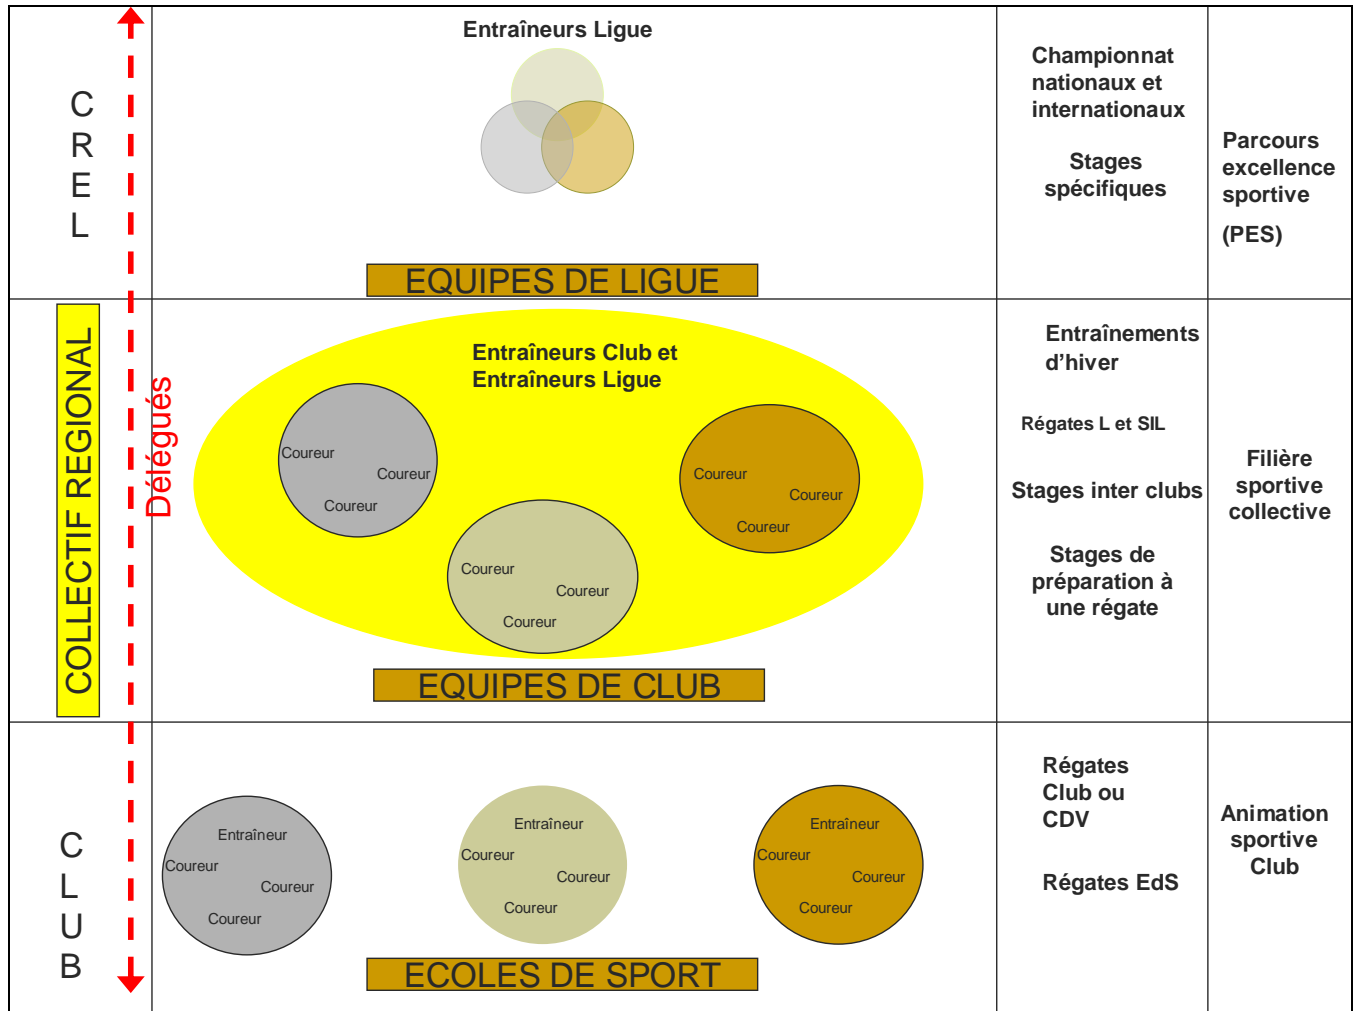 C
R
E
L
Entraîneurs Ligue
EQUIPES DE LIGUE
Championnat
nationaux et
internationaux
Stages
spécifiques
Parcours
excellence
sportive
(PES)
COLLECTIF REGIONAL
Délégués
Entraîneurs Club et
Entraîneurs Ligue
Coureur
Coureur
Coureur
Coureur
Coureur
Coureur
Coureur
Coureur
Coureur
EQUIPES DE CLUB
Entraînements
d'hiver
Régates L et SIL
Stages inter clubs
Stages de
préparation à
une régate
Filière
sportive
collective
C
L
U
B
Entraîneur
Coureur
Coureur
Coureur
Entraîneur
Coureur
Coureur
Coureur
Entraîneur
Coureur
Coureur
Coureur
ECOLES DE SPORT
Régates
Club ou
CDV
Régates EdS
Animation
sportive
Club